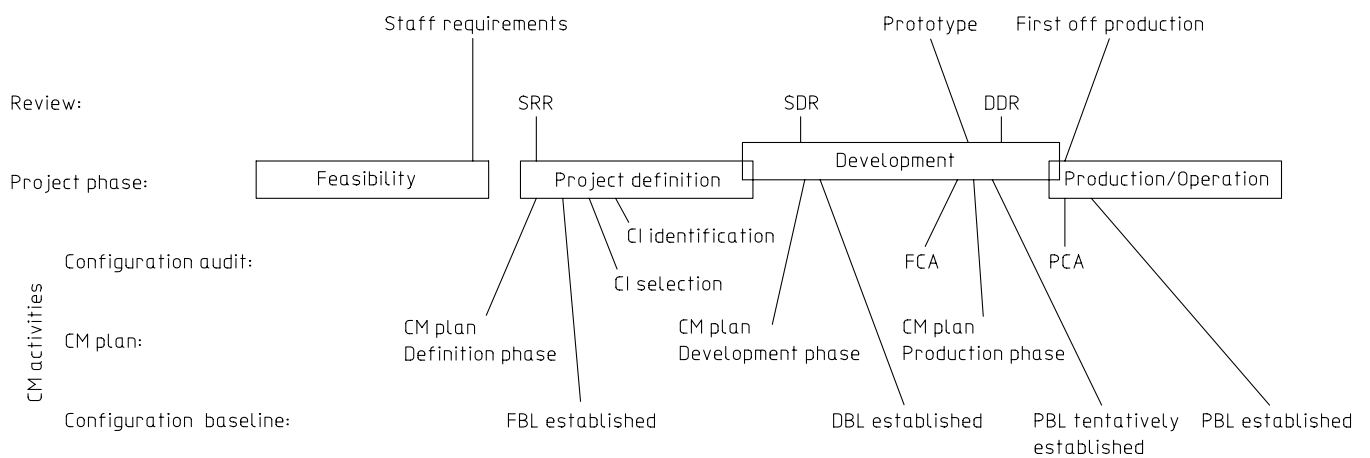 Staff requirements
Prototype
First off production
Review:
SRR
SDR
DDR
Project phase:
Feasibility
Project definition
Development
Production/Operation
CI identification
Configuration audit:
FCA
PCA
CI selection
CM activities
CM plan:
CM plan
Definition phase
CM plan
Development phase
CM plan
Production phase
Configuration baseline:
FBL established
DBL established
PBL tentatively
established
PBL established